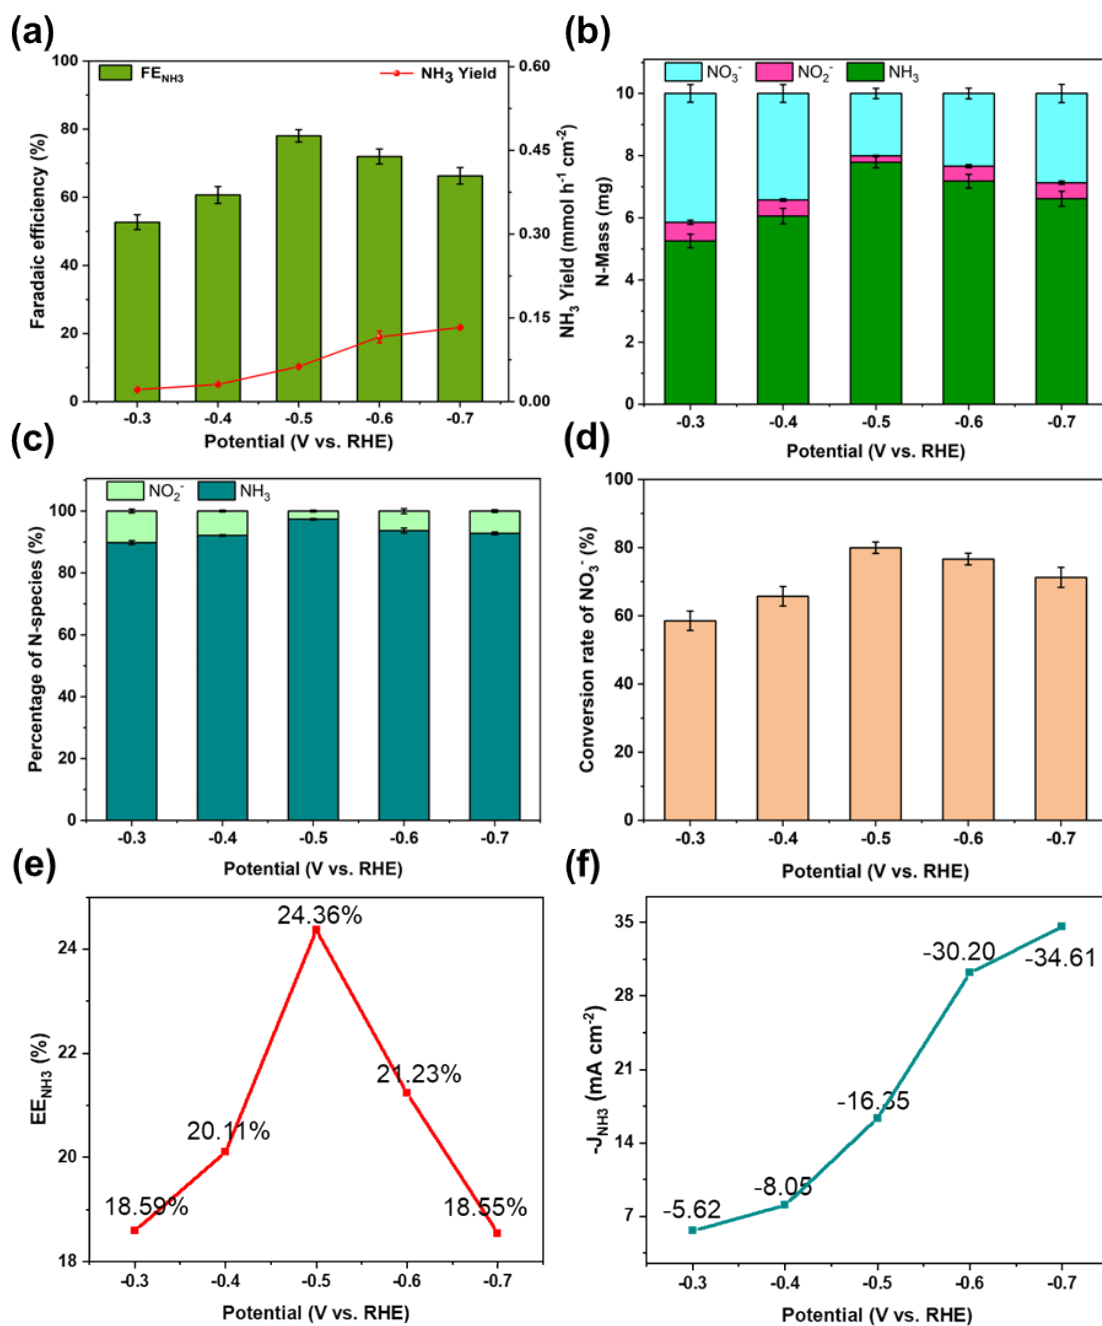 (a)
FE_NH3
NH₃ Yield
100
80
60
40
20
0
0.60
0.45
0.30
0.15
0.00
Faradaic efficiency (%)
NH₃ Yield (mmol h⁻¹ cm⁻²)
-0.3 -0.4 -0.5 -0.6 -0.7
Potential (V vs. RHE)
(b)
NO₃⁻ NO₂⁻ NH₃
10
8
6
4
2
0
N-Mass (mg)
-0.3 -0.4 -0.5 -0.6 -0.7
Potential (V vs. RHE)
(c)
NO₂⁻ NH₃
100
80
60
40
20
0
Percentage of N-species (%)
-0.3 -0.4 -0.5 -0.6 -0.7
Potential (V vs. RHE)
(d)
100
80
60
40
20
0
Conversion rate of NO₃⁻ (%)
-0.3 -0.4 -0.5 -0.6 -0.7
Potential (V vs. RHE)
(e)
24
22
20
18
EE_NH3 (%)
18.59%
20.11%
24.36%
21.23%
18.55%
-0.3 -0.4 -0.5 -0.6 -0.7
Potential (V vs. RHE)
(f)
35
28
21
14
7
-J_NH3 (mA cm⁻²)
-5.62
-8.05
-16.35
-30.20
-34.61
-0.3 -0.4 -0.5 -0.6 -0.7
Potential (V vs. RHE)